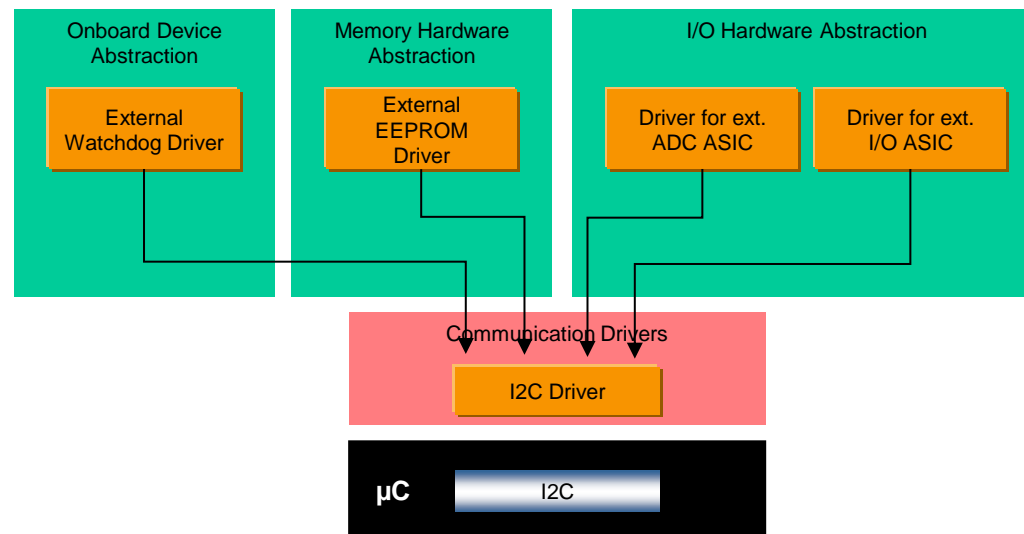 Onboard Device
Abstraction
Memory Hardware
Abstraction
I/O Hardware Abstraction
External
Watchdog Driver
External
EEPROM
Driver
Driver for ext.
ADC ASIC
Driver for ext.
I/O ASIC
Communication Drivers
I2C Driver
µC
I2C